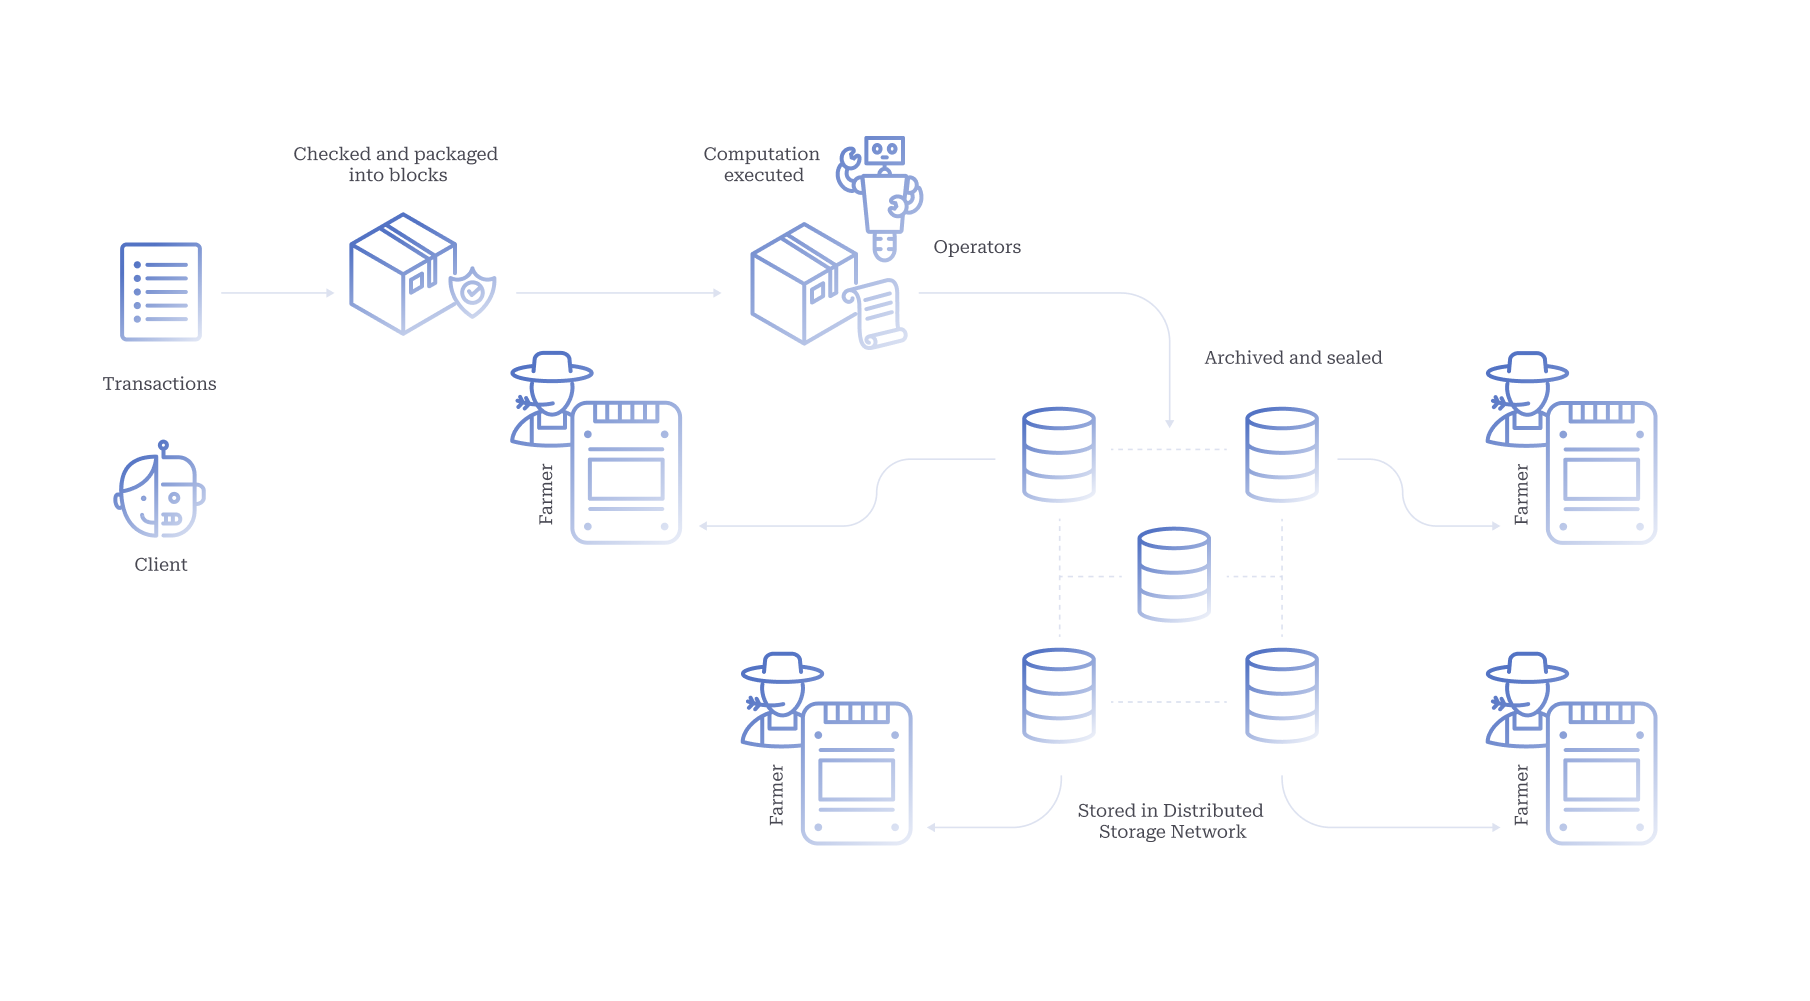 Checked and packaged
into blocks
Computation
executed
Operators
Transactions
Archived and sealed
Farmer
Farmer
Client
Farmer
Farmer
Stored in Distributed
Storage Network